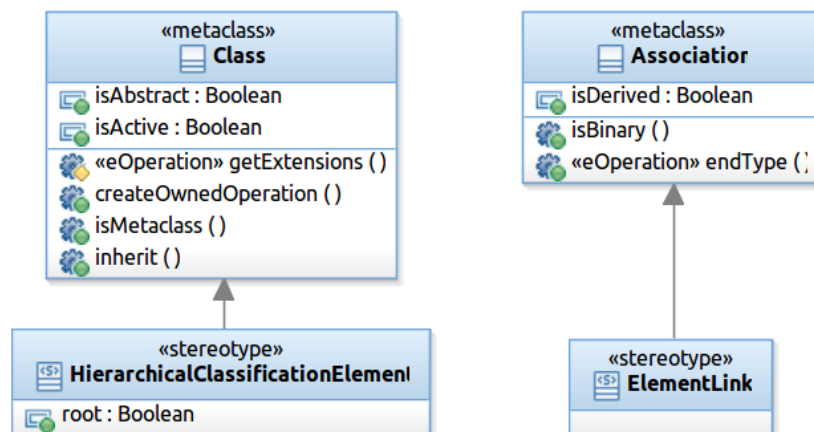 «metaclass»
Class
isAbstract : Boolean
isActive : Boolean
«eOperation» getExtensions ()
createOwnedOperation ()
isMetaclass ()
inherit ()
«metaclass»
Association
isDerived : Boolean
isBinary ()
«eOperation» endType ()
«stereotype»
HierarchicalClassificationElement
root : Boolean
«stereotype»
ElementLink